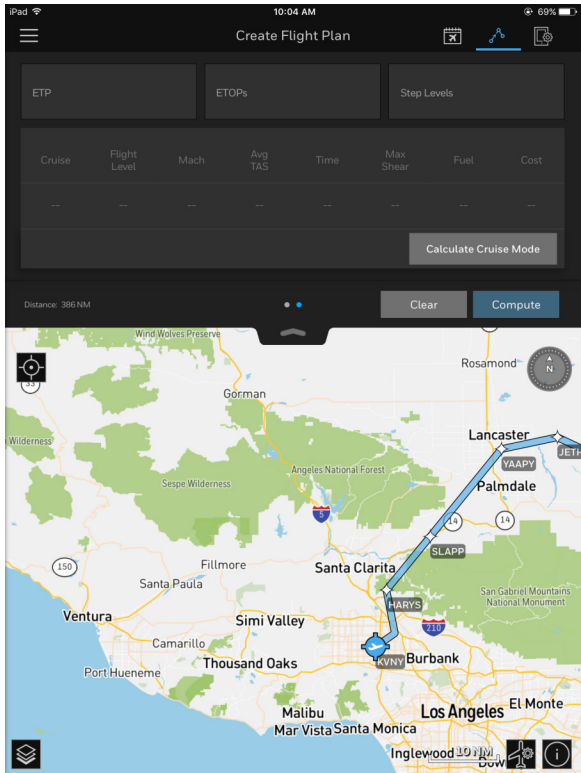 iPad
10:04 AM
69%
Create Flight Plan
ETP
ETOPs
Step Levels
Cruise
Flight Level
Mach
Avg TAS
Time
Max Shear
Fuel
Cost
-- -- -- -- -- -- -- --
Calculate Cruise Mode
Distance: 386 NM
Clear
Compute
Wind Wolves Preserve
Rosamond
N
33
Gorman
Lancaster
JETH
Wilderness
YAAPY
Angeles National Forest
Sespe Wilderness
Palmdale
5
14
14
SLAPP
150
Fillmore
Santa Clarita
Santa Paula
San Gabriel Mountains
National Monument
HARYS
Ventura
Simi Valley
210
Camarillo
KVNY
Burbank
Thousand Oaks
Port Hueneme
Malibu
Los Angeles
El Monte
Mar Vista
Santa Monica
Inglewood
10 NM
Dow